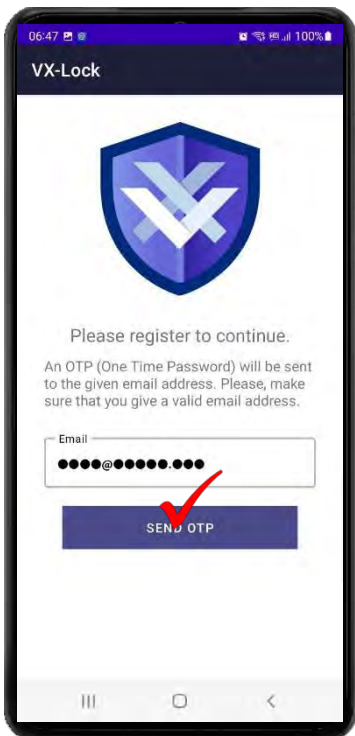 06:47 100%
VX-Lock
Please register to continue.
An OTP (One Time Password) will be sent
to the given email address. Please, make
sure that you give a valid email address.
Email
●●●●@●●●●●.●●●
SEND OTP